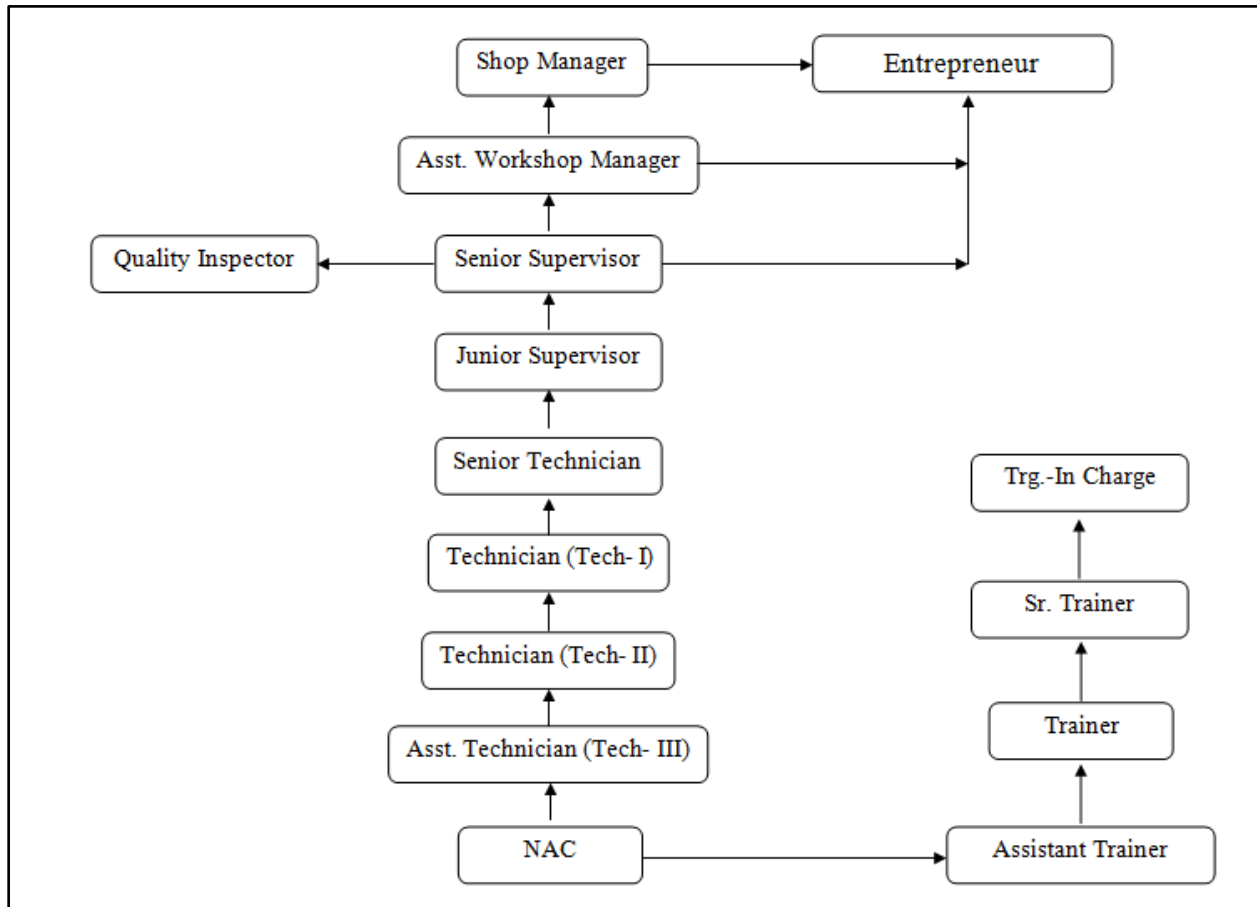 Shop Manager
Entrepreneur
Asst. Workshop Manager
Quality Inspector
Senior Supervisor
Junior Supervisor
Senior Technician
Trg.-In Charge
Technician (Tech- I)
Sr. Trainer
Technician (Tech- II)
Trainer
Asst. Technician (Tech- III)
NAC
Assistant Trainer